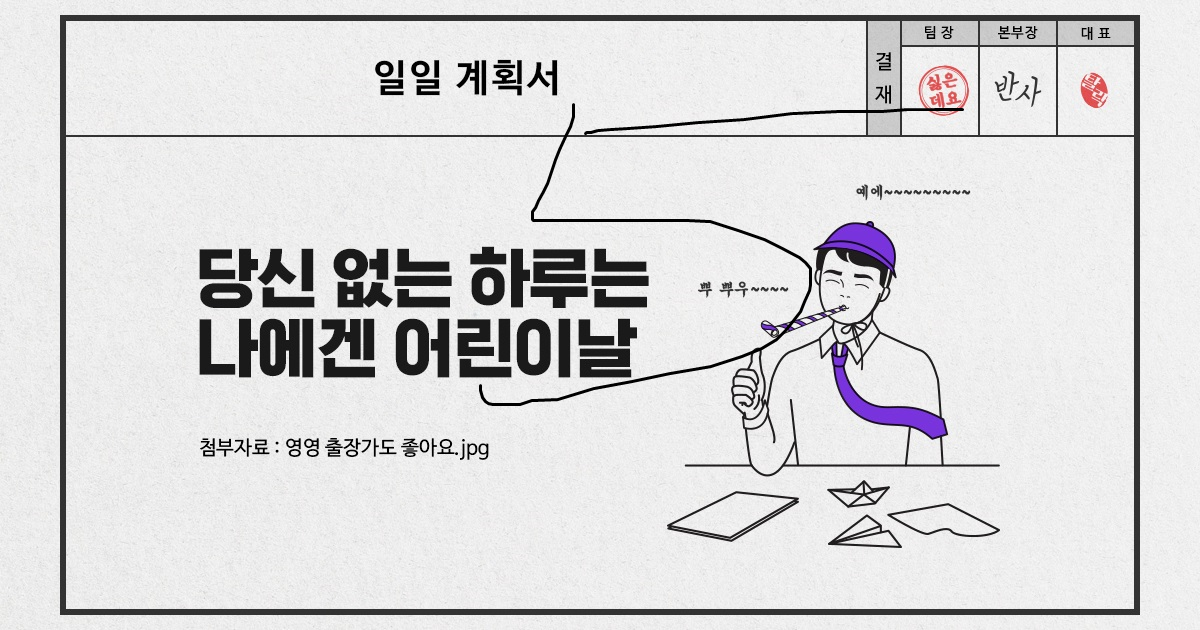 일일 계획서
결재
팀장 본부장 대표
싫은데요 반사
예에~~~~~~~~~
당신 없는 하루는
뿌 뿌우~~~~
나에겐 어린이날
첨부자료 : 영영 출장가도 좋아요.jpg